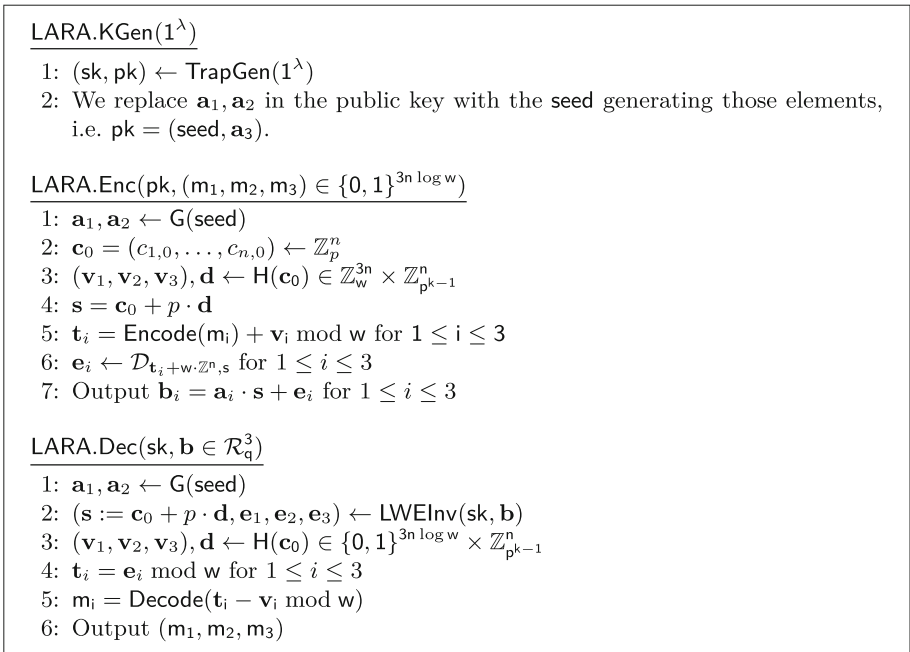 LARA.KGen(1^λ)
1: (sk, pk) ← TrapGen(1^λ)
2: We replace a₁, a₂ in the public key with the seed generating those elements,
i.e. pk = (seed, a₃).
LARA.Enc(pk, (m₁, m₂, m₃) ∈ {0, 1}^{3n log w})
1: a₁, a₂ ← G(seed)
2: c₀ = (c_{1,0}, . . . , c_{n,0}) ← ℤ_p^n
3: (v₁, v₂, v₃), d ← H(c₀) ∈ ℤ_w^{3n} × ℤ_{p^{k−1}}^n
4: s = c₀ + p · d
5: t_i = Encode(m_i) + v_i mod w for 1 ≤ i ≤ 3
6: e_i ← 𝒟_{t_i+w·ℤ^n,s} for 1 ≤ i ≤ 3
7: Output b_i = a_i · s + e_i for 1 ≤ i ≤ 3
LARA.Dec(sk, b ∈ ℛ_q^3)
1: a₁, a₂ ← G(seed)
2: (s := c₀ + p · d, e₁, e₂, e₃) ← LWEInv(sk, b)
3: (v₁, v₂, v₃), d ← H(c₀) ∈ {0, 1}^{3n log w} × ℤ_{p^{k−1}}^n
4: t_i = e_i mod w for 1 ≤ i ≤ 3
5: m_i = Decode(t_i − v_i mod w)
6: Output (m₁, m₂, m₃)